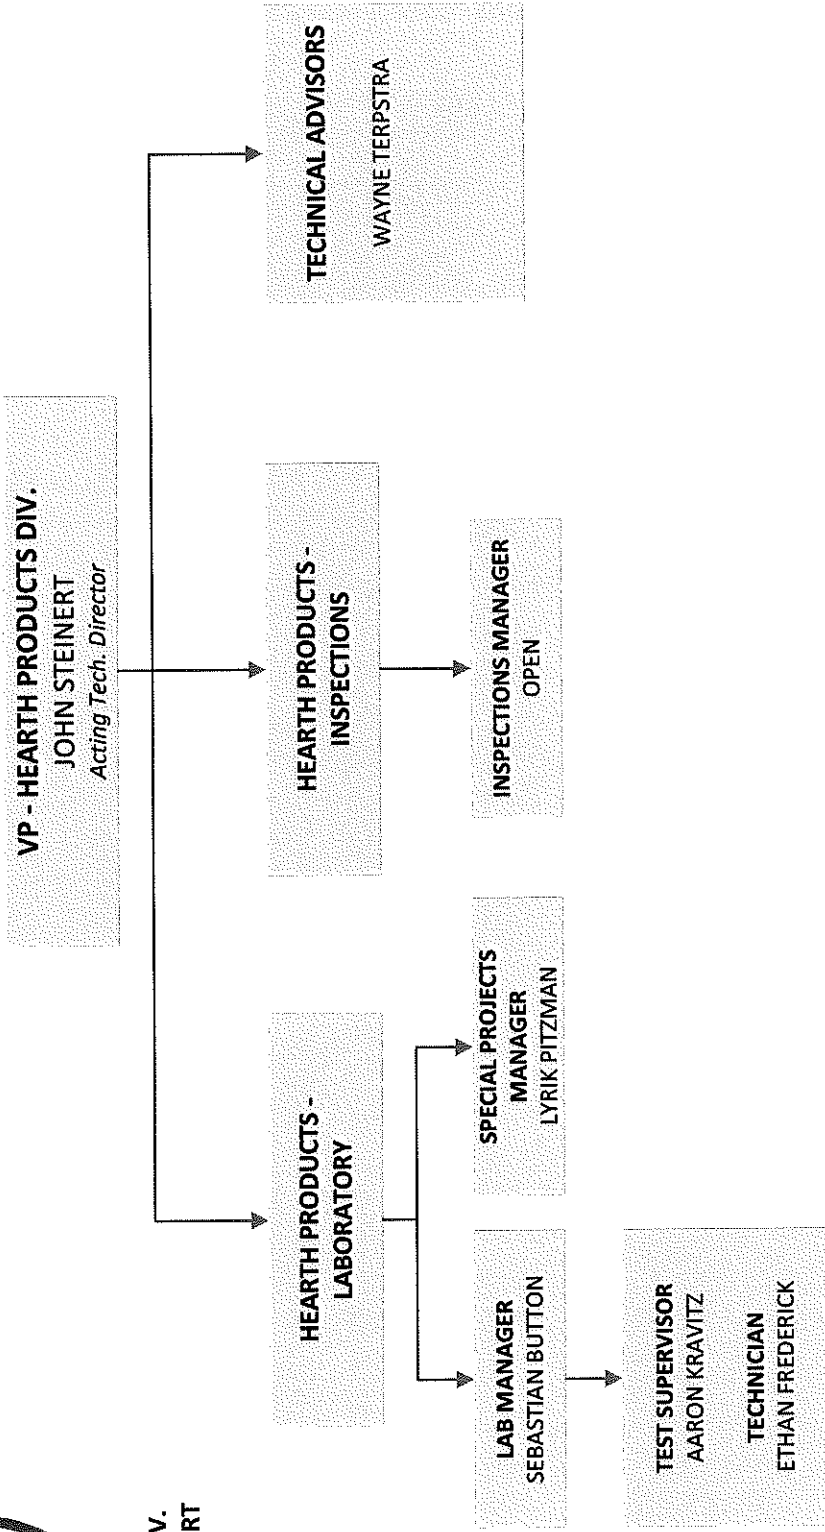 V.
RT
VP - HEARTH PRODUCTS DIV.
JOHN STEINERT
Acting Tech. Director
HEARTH PRODUCTS -
LABORATORY
HEARTH PRODUCTS -
INSPECTIONS
TECHNICAL ADVISORS
WAYNE TERPSTRA
LAB MANAGER
SEBASTIAN BUTTON
SPECIAL PROJECTS
MANAGER
LYRIK PITZMAN
INSPECTIONS MANAGER
OPEN
TEST SUPERVISOR
AARON KRAVITZ
TECHNICIAN
ETHAN FREDERICK